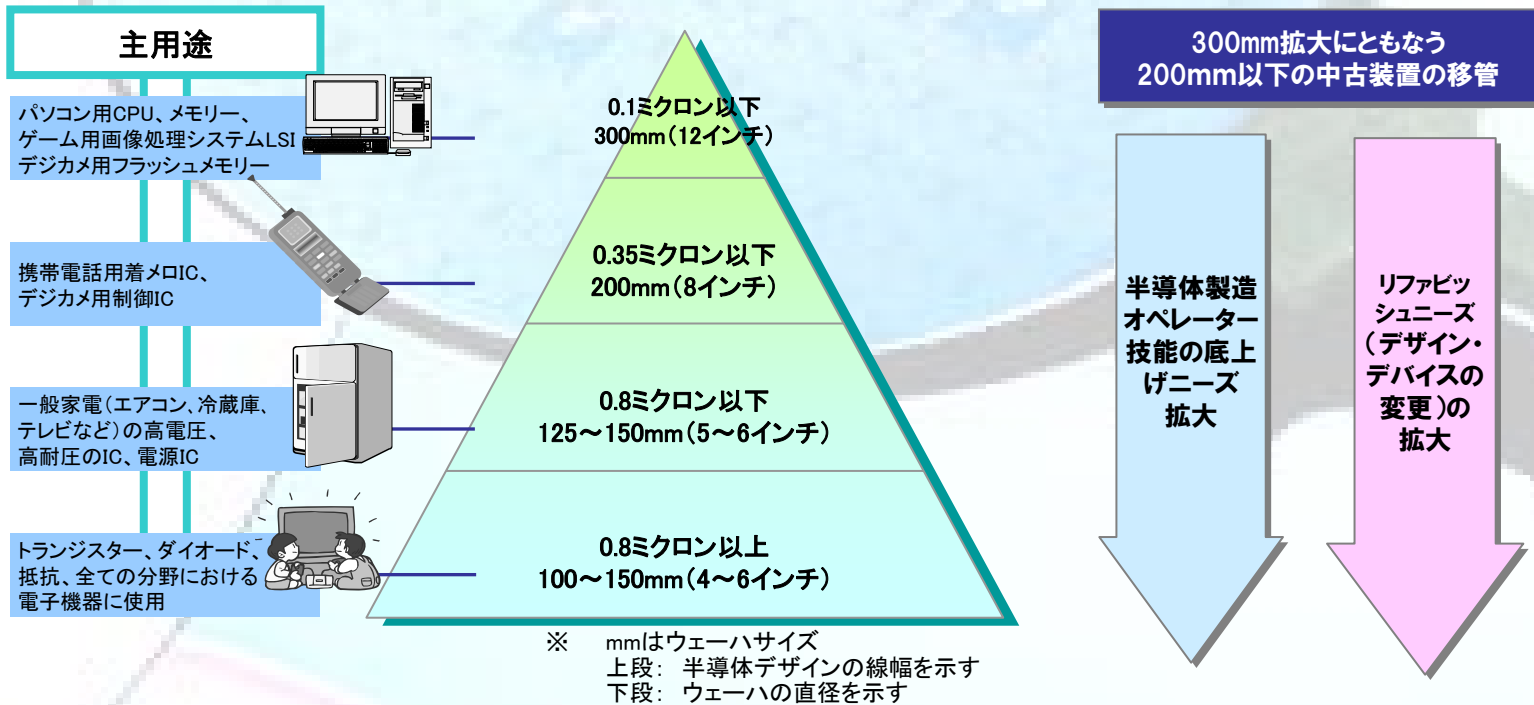 主用途
パソコン用CPU、メモリー、
ゲーム用画像処理システムLSI
デジカメ用フラッシュメモリー
携帯電話用着メロIC、
デジカメ用制御IC
一般家電(エアコン、冷蔵庫、
テレビなど)の高電圧、
高耐圧のIC、電源IC
トランジスター、ダイオード、
抵抗、全ての分野における
電子機器に使用
0.1ミクロン以下
300mm(12インチ)
0.35ミクロン以下
200mm(8インチ)
0.8ミクロン以下
125～150mm(5～6インチ)
0.8ミクロン以上
100～150mm(4～6インチ)
※ mmはウェーハサイズ
上段: 半導体デザインの線幅を示す
下段: ウェーハの直径を示す
300mm拡大にともなう
200mm以下の中古装置の移管
半導体製造
オペレーター
技能の底上
げニーズ
拡大
リファビッ
シュニーズ
(デザイン・
デバイスの
変更)の
拡大